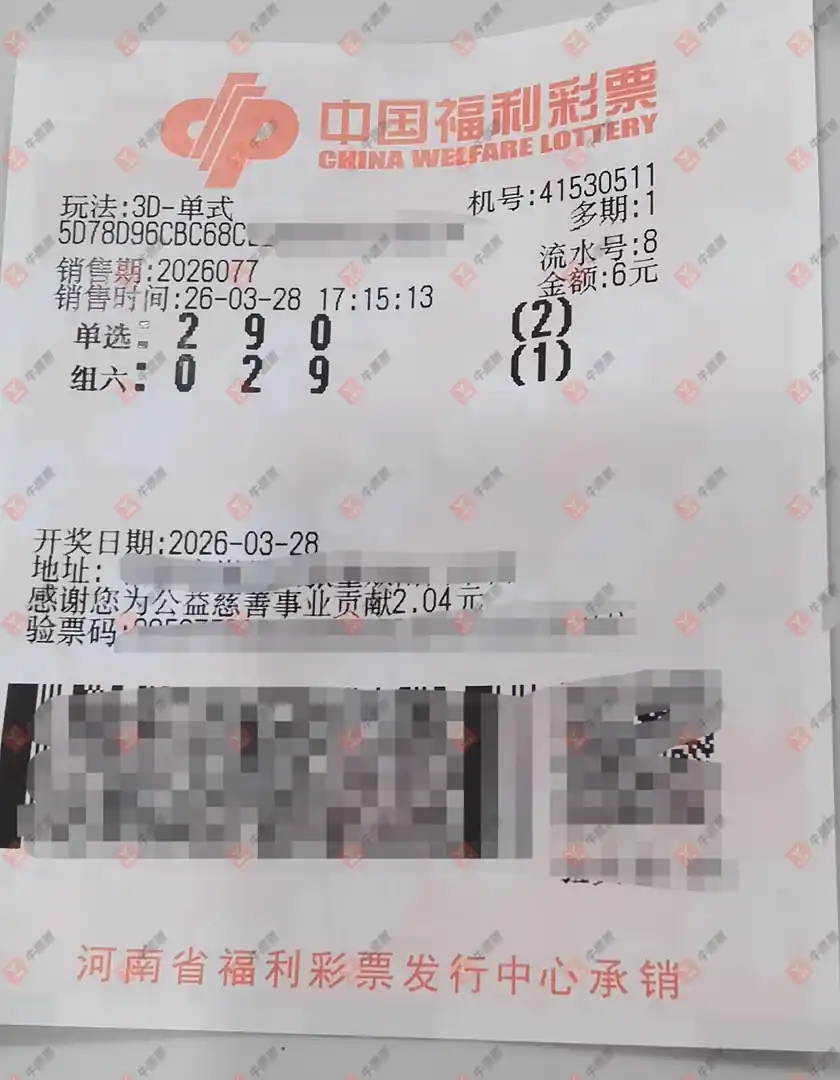 中国福利彩票
CHINA WELFARE LOTTERY
玩法:3D-单式
机号:41530511
5D78D96CBC68C
多期:1
流水号:8
销售期:2026077
金额:6元
销售时间:26-03-28 17:15:13
单选: 2 9 0 (2)
组六: 0 2 9 (1)
开奖日期:2026-03-28
地址:
感谢您为公益慈善事业贡献2.04元
验票码:
河南省福利彩票发行中心承销